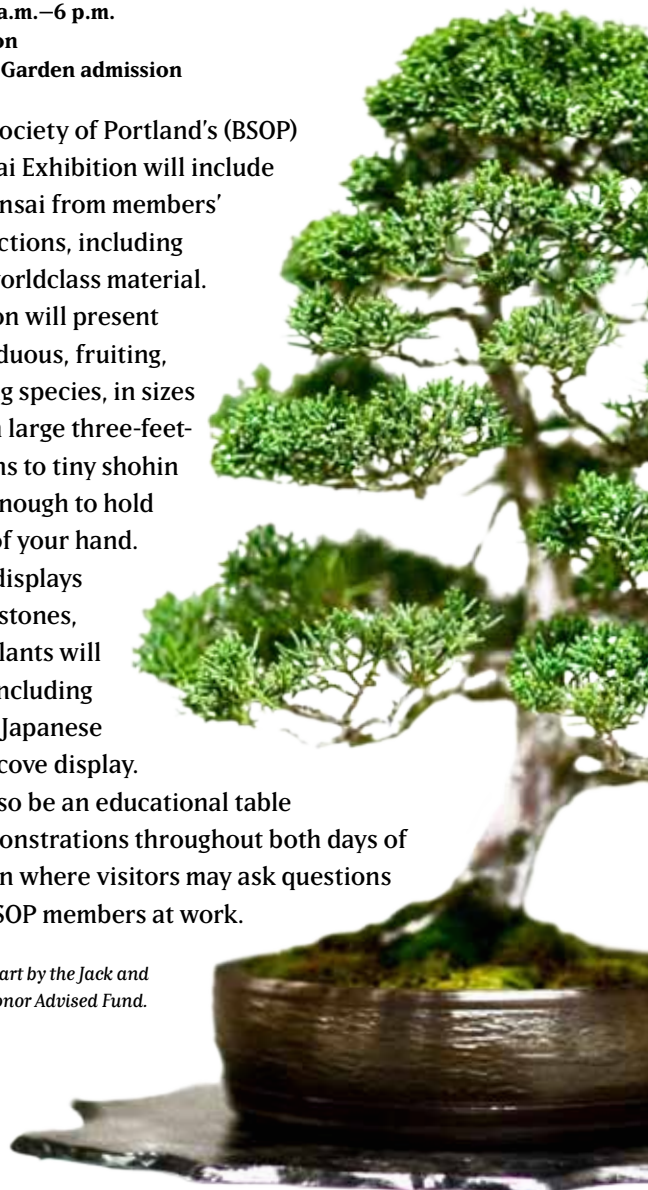 a.m.–6 p.m.
on
Garden admission
ociety of Portland's (BSOP)
ai Exhibition will include
nsai from members'
ctions, including
orldclass material.
on will present
duous, fruiting,
g species, in sizes
large three-feet-
ns to tiny shohin
nough to hold
of your hand.
displays
stones,
lants will
ncluding
Japanese
cove display.
so be an educational table
onstrations throughout both days of
n where visitors may ask questions
SOP members at work.
art by the Jack and
onor Advised Fund.